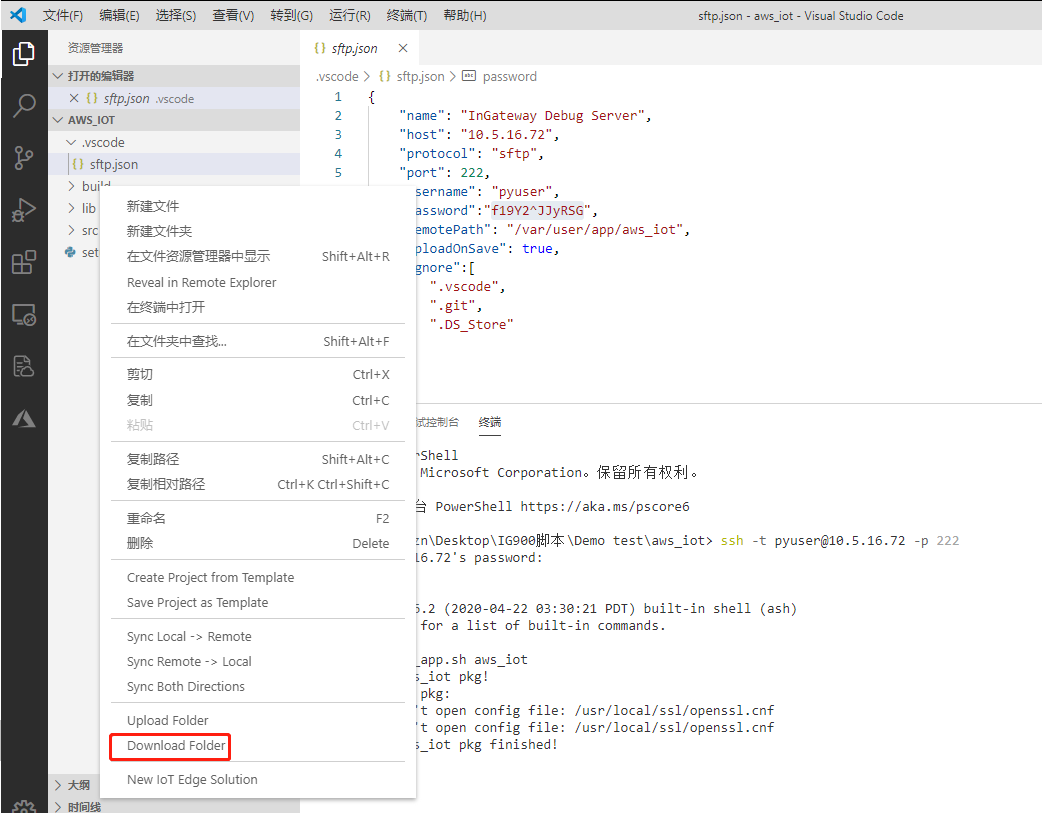 文件(F) 编辑(E) 选择(S) 查看(V) 转到(G) 运行(R) 终端(T) 帮助(H) sftp.json - aws_iot - Visual Studio Code
资源管理器
{} sftp.json ×
打开的编辑器
.vscode > {} sftp.json > password
× {} sftp.json .vscode
AWS_IOT
.vscode
{} sftp.json
build
lib
src
set
1 {
2 "name": "InGateway Debug Server",
3 "host": "10.5.16.72",
4 "protocol": "sftp",
5 "port": 222,
sername": "pyuser",
assword":"f19Y2^JJyRSG",
emotePath": "/var/user/app/aws_iot",
ploadOnSave": true,
gnore":[
".vscode",
".git",
".DS_Store"
新建文件
新建文件夹
在文件资源管理器中显示 Shift+Alt+R
Reveal in Remote Explorer
在终端中打开
在文件夹中查找... Shift+Alt+F
剪切 Ctrl+X
复制 Ctrl+C
粘贴 Ctrl+V
复制路径 Shift+Alt+C
复制相对路径 Ctrl+K Ctrl+Shift+C
重命名 F2
删除 Delete
Create Project from Template
Save Project as Template
Sync Local -> Remote
Sync Remote -> Local
Sync Both Directions
Upload Folder
Download Folder
New IoT Edge Solution
试控制台 终端
rShell
Microsoft Corporation。保留所有权利。
台 PowerShell https://aka.ms/pscore6
zn\Desktop\IG900脚本\Demo test\aws_iot> ssh -t pyuser@10.5.16.72 -p 222
16.72's password:
6.2 (2020-04-22 03:30:21 PDT) built-in shell (ash)
for a list of built-in commands.
_app.sh aws_iot
s_iot pkg!
pkg:
't open config file: /usr/local/ssl/openssl.cnf
't open config file: /usr/local/ssl/openssl.cnf
s_iot pkg finished!
大纲
时间线